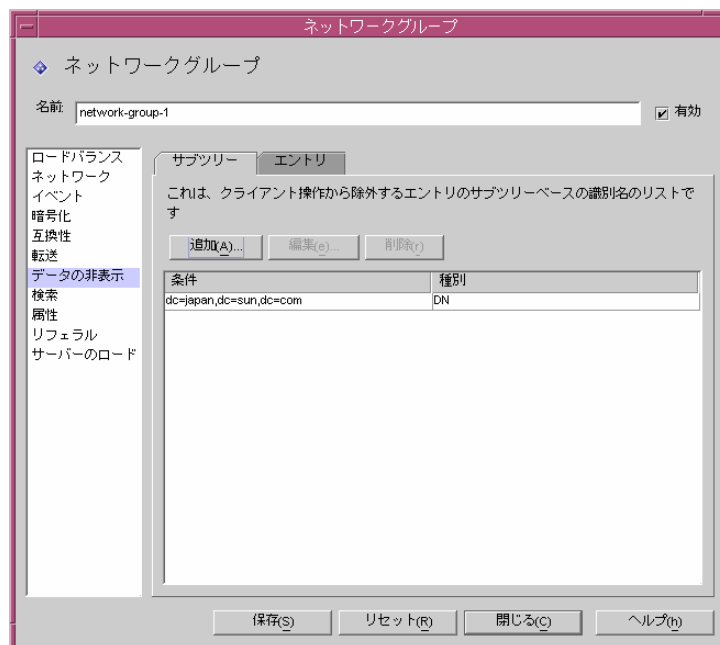 ネットワークグループ
ネットワークグループ
名前: network-group-1 有効
ロードバランス
ネットワーク
イベント
暗号化
互換性
転送
データの非表示
検索
属性
リフェラル
サーバーのロード
サブツリー エントリ
これは、クライアント操作から除外するエントリのサブツリーベースの識別名のリストで
す
追加(A)... 編集(e)... 削除(r)
条件 種別
dc=japan,dc=sun,dc=com DN
保存(S) リセット(R) 閉じる(C) ヘルプ(h)